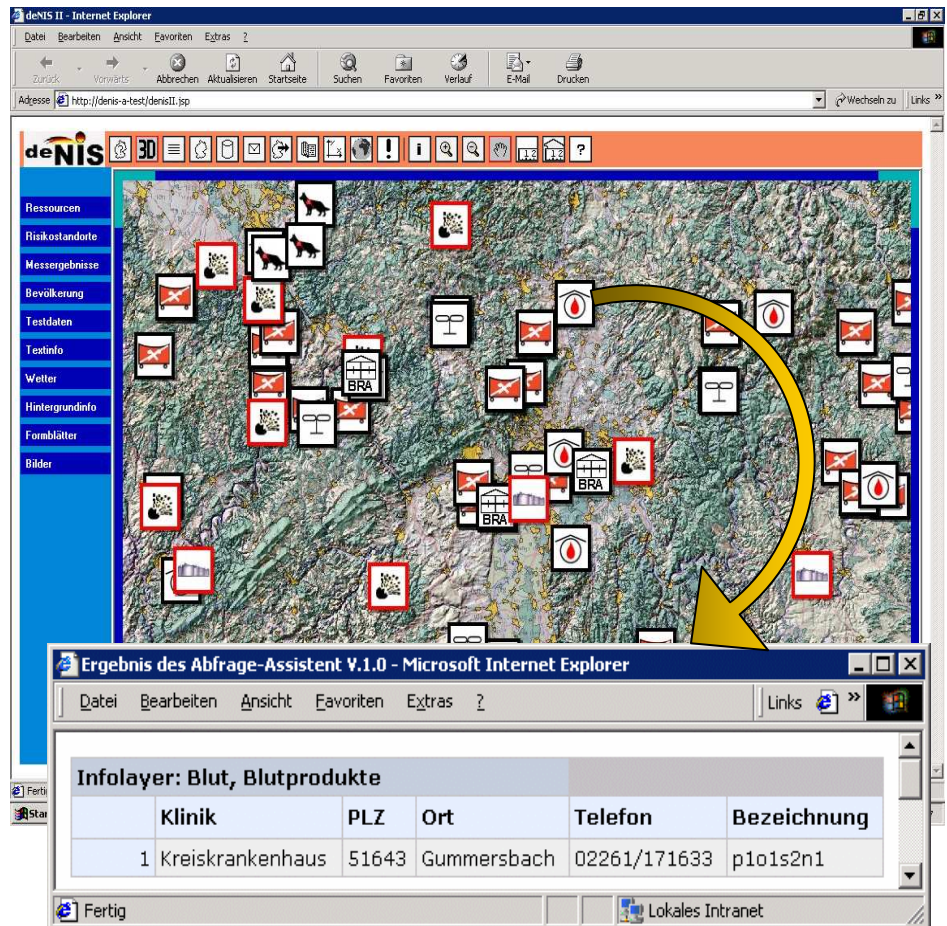 deNIS II - Internet Explorer
Datei Bearbeiten Ansicht Favoriten Extras ?
Zurück Vorwärts Abbrechen Aktualisieren Startseite Suchen Favoriten Verlauf E-Mail Drucken
Adresse http://denis-a-test/denisII.jsp Wechseln zu Links »
deNIS 3D ! i 1:2 1:2 ?
Ressourcen
Risikostandorte
Messergebnisse
Bevölkerung
Testdaten
Textinfo
Wetter
Hintergrundinfo
Formblätter
Bilder
BRA
BRA
BRA
Ergebnis des Abfrage-Assistent V.1.0 - Microsoft Internet Explorer
Datei Bearbeiten Ansicht Favoriten Extras ? Links »
Infolayer: Blut, Blutprodukte
Klinik PLZ Ort Telefon Bezeichnung
1 Kreiskrankenhaus 51643 Gummersbach 02261/171633 p1o1s2n1
Fertig Lokales Intranet